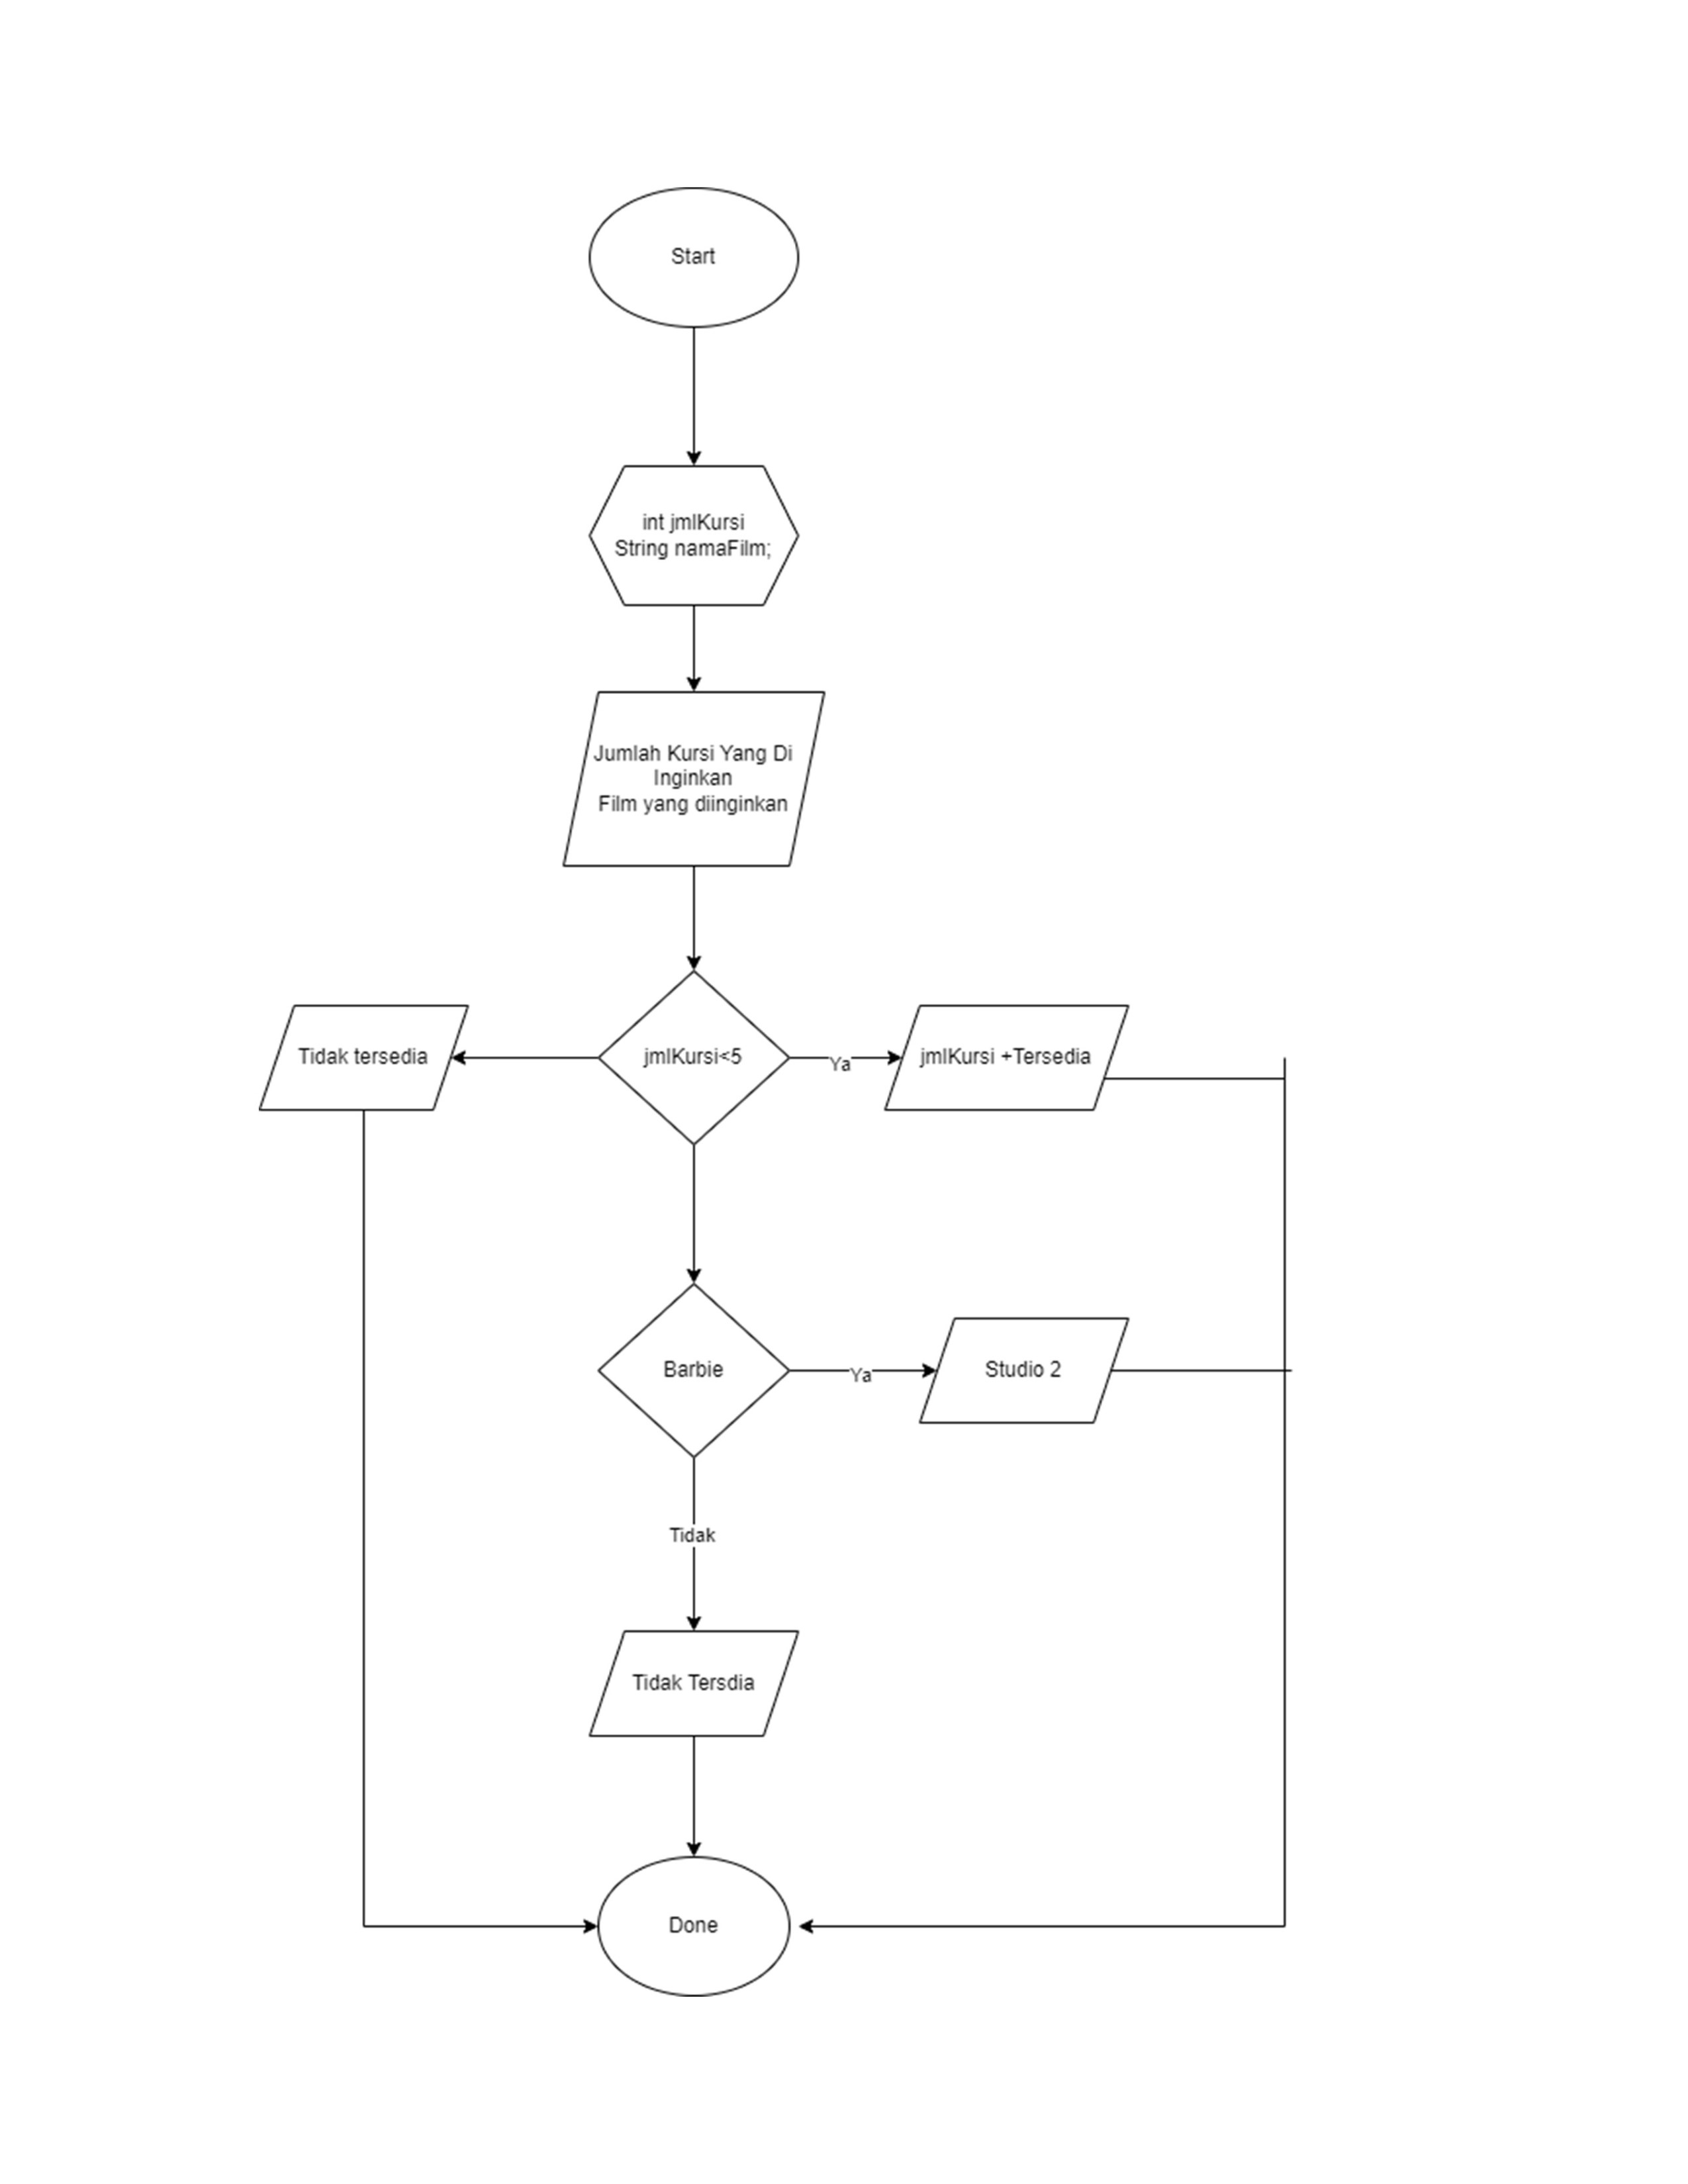 Start
int jmlKursi
String namaFilm;
Jumlah Kursi Yang Di
Inginkan
Film yang diinginkan
Tidak tersedia
jmlKursi<5
Ya
jmlKursi +Tersedia
Barbie
Ya
Studio 2
Tidak
Tidak Tersdia
Done